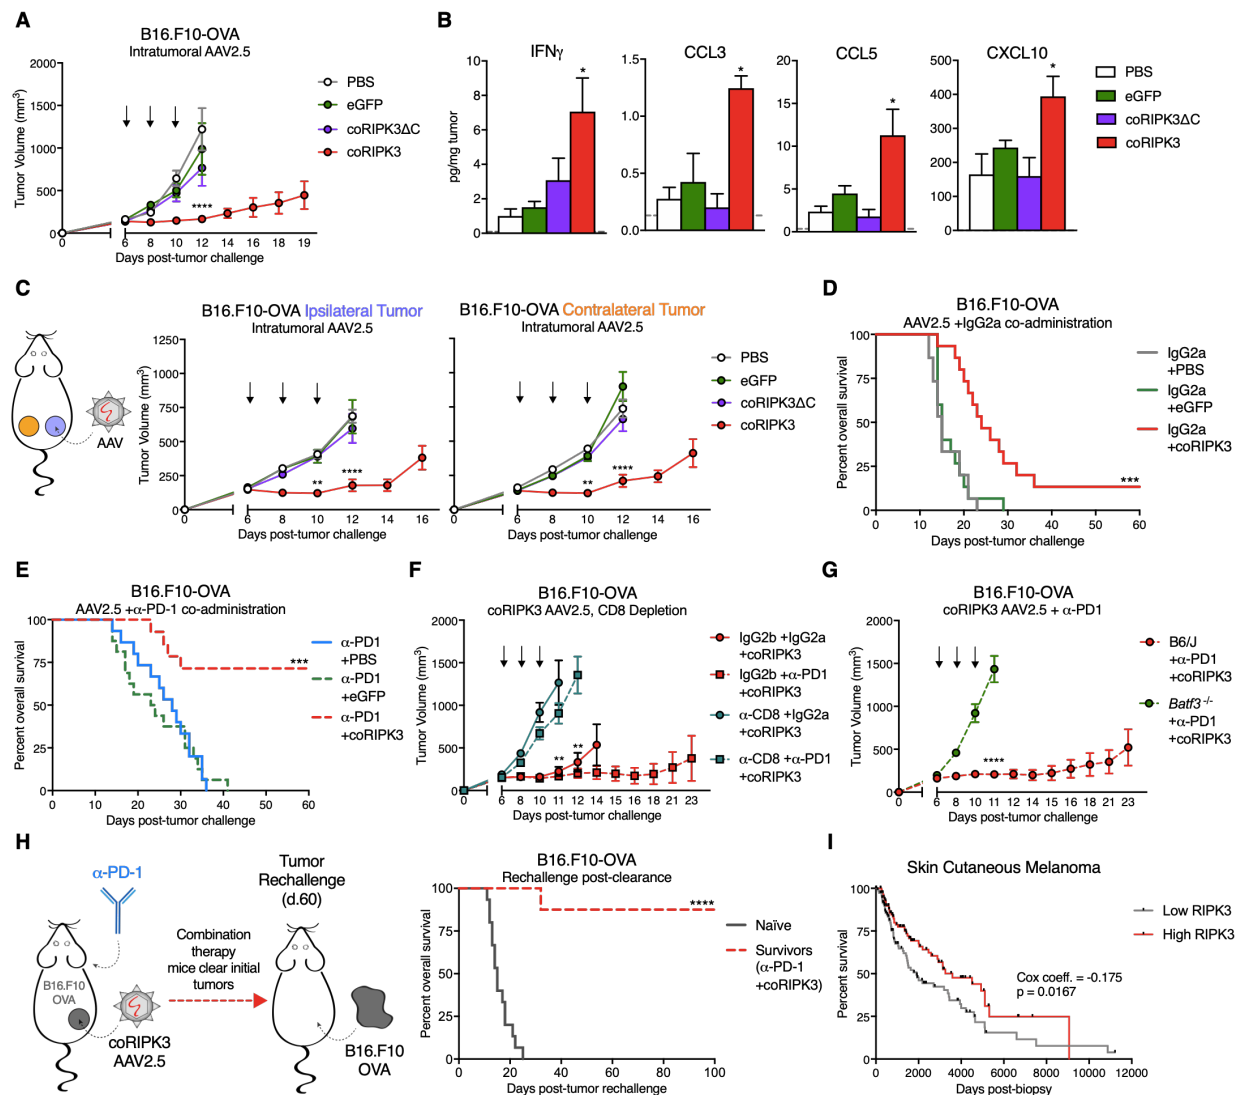 A
B16.F10-OVA
Intratumoral AAV2.5
Tumor Volume (mm³)
2000
1500
1000
500
0
PBS
eGFP
coRIPK3ΔC
coRIPK3
****
0 6 8 10 12 14 16 18 19
Days post-tumor challenge
B
IFNγ
CCL3
CCL5
CXCL10
pg/mg tumor
10
8
6
4
2
0
*
1.5
1.0
0.5
0.0
*
20
15
10
5
0
*
500
400
300
200
100
0
*
PBS
eGFP
coRIPK3ΔC
coRIPK3
C
AAV
B16.F10-OVA Ipsilateral Tumor
Intratumoral AAV2.5
Tumor Volume (mm³)
1250
1000
750
500
250
0
**
****
0 6 8 10 12 14 16
Days post-tumor challenge
B16.F10-OVA Contralateral Tumor
Intratumoral AAV2.5
**
****
0 6 8 10 12 14 16
Days post-tumor challenge
PBS
eGFP
coRIPK3ΔC
coRIPK3
D
B16.F10-OVA
AAV2.5 +IgG2a co-administration
Percent overall survival
100
75
50
25
0
***
0 10 20 30 40 50 60
Days post-tumor challenge
IgG2a
+PBS
IgG2a
+eGFP
IgG2a
+coRIPK3
E
B16.F10-OVA
AAV2.5 +α-PD-1 co-administration
Percent overall survival
100
75
50
25
0
***
0 10 20 30 40 50 60
Days post-tumor challenge
α-PD1
+PBS
α-PD1
+eGFP
α-PD1
+coRIPK3
F
B16.F10-OVA
coRIPK3 AAV2.5, CD8 Depletion
Tumor Volume (mm³)
2000
1500
1000
500
0
**
**
0 6 8 10 11 12 14 15 16 18 21 23
Days post-tumor challenge
IgG2b +IgG2a
+coRIPK3
IgG2b +α-PD1
+coRIPK3
α-CD8 +IgG2a
+coRIPK3
α-CD8 +α-PD1
+coRIPK3
G
B16.F10-OVA
coRIPK3 AAV2.5 + α-PD1
Tumor Volume (mm³)
2000
1500
1000
500
0
****
0 6 8 10 11 12 14 15 16 18 21 23
Days post-tumor challenge
B6/J
+α-PD1
+coRIPK3
Batf3-/-
+α-PD1
+coRIPK3
H
α-PD-1
B16.F10
OVA
coRIPK3
AAV2.5
Combination
therapy
mice clear initial
tumors
Tumor
Rechallenge
(d.60)
B16.F10
OVA
B16.F10-OVA
Rechallenge post-clearance
Percent overall survival
100
75
50
25
0
****
0 20 40 60 80 100
Days post-tumor rechallenge
Naïve
Survivors
(α-PD-1
+coRIPK3)
I
Skin Cutaneous Melanoma
Percent survival
100
75
50
25
0
Cox coeff. = -0.175
p = 0.0167
0 2000 4000 6000 8000 10000 12000
Days post-biopsy
Low RIPK3
High RIPK3